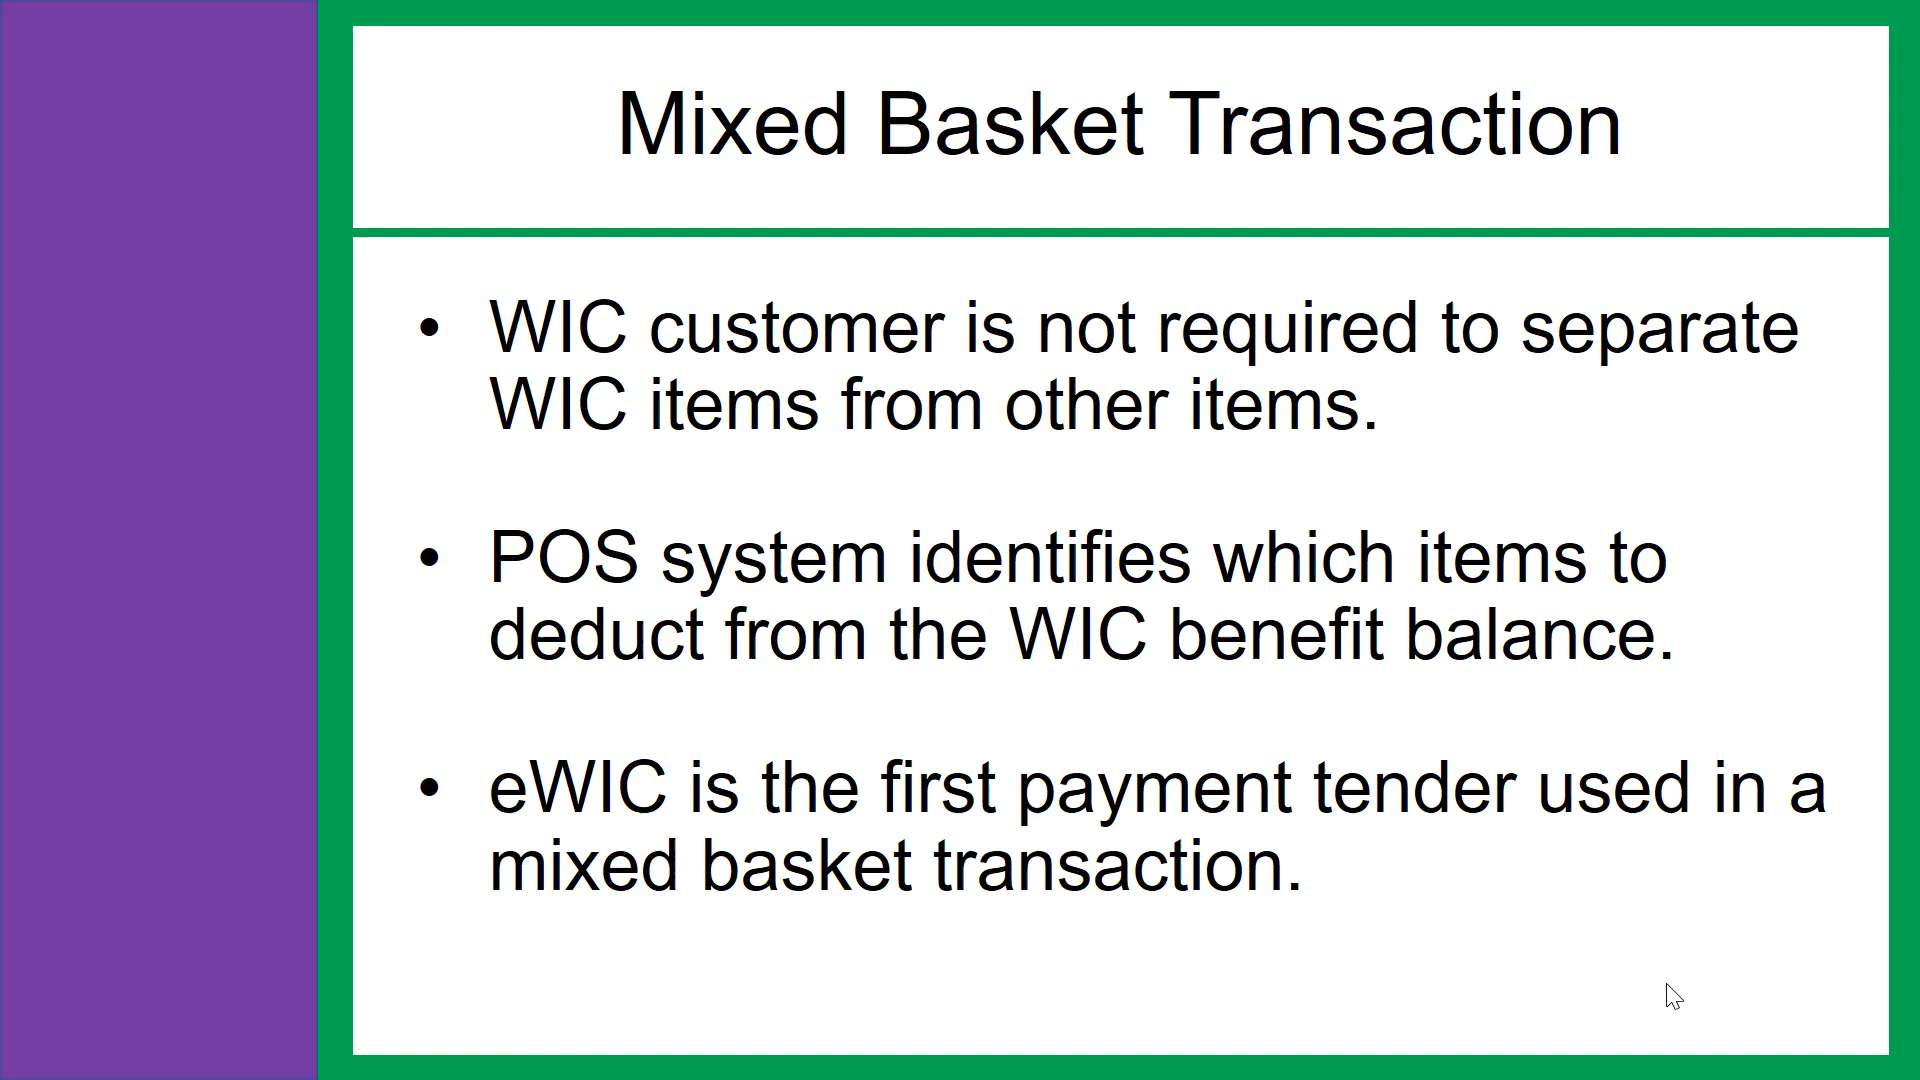 Mixed Basket Transaction
• WIC customer is not required to separate
WIC items from other items.
• POS system identifies which items to
deduct from the WIC benefit balance.
• eWIC is the first payment tender used in a
mixed basket transaction.